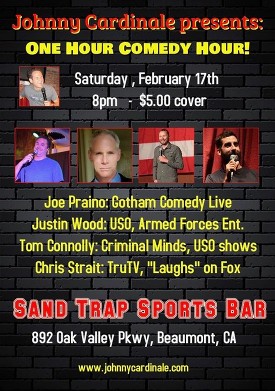 Johnny Cardinale presents:
One Hour Comedy Hour!
Saturday , February 17th
8pm - $5.00 cover
Joe Praino: Gotham Comedy Live
Justin Wood: USO, Armed Forces Ent.
Tom Connolly: Criminal Minds, USO shows
Chris Strait: TruTV, "Laughs" on Fox
Sand Trap Sports Bar
892 Oak Valley Pkwy, Beaumont, CA
www.johnnycardinale.com